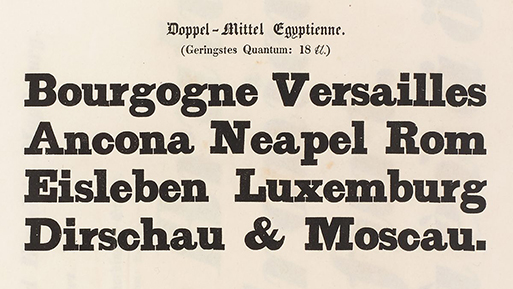 Doppel-Mittel Egyptienne.
(Geringstes Quantum: 18 ℔.)
Bourgogne Versailles
Ancona Neapel Rom
Eisleben Luxemburg
Dirschau & Moscau.